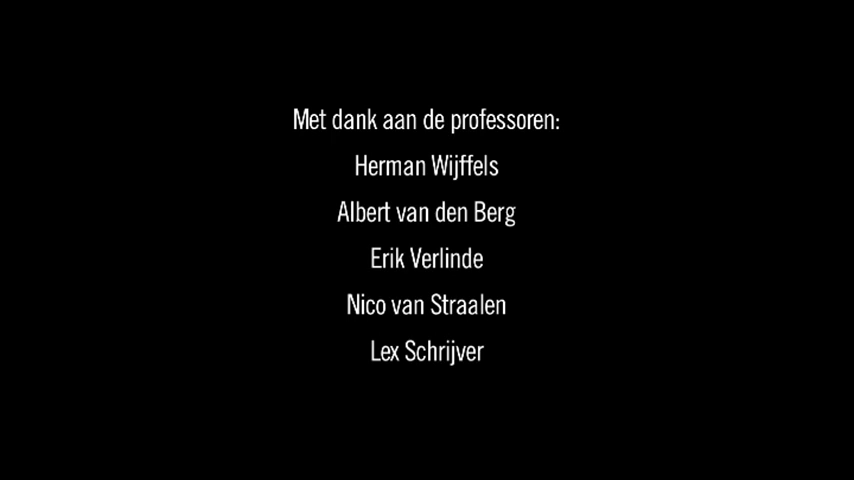 Met dank aan de professoren:
Herman Wijffels
Albert van den Berg
Erik Verlinde
Nico van Straalen
Lex Schrijver